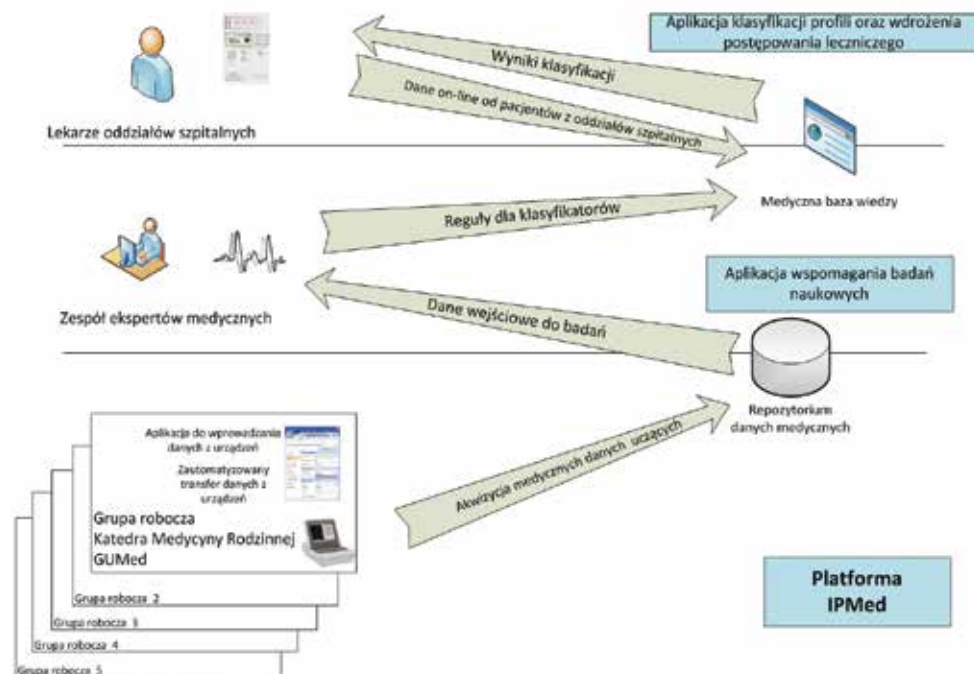 Aplikacja klasyfikacji profili oraz wdrożenia
postępowania leczniczego
Wyniki klasyfikacji
Dane on-line od pacjentów z oddziałów szpitalnych
Lekarze oddziałów szpitalnych
Medyczna baza wiedzy
Reguły dla klasyfikatorów
Aplikacja wspomagania badań
naukowych
Dane wejściowe do badań
Zespół ekspertów medycznych
Repozytorium
danych medycznych
Akwizycja medycznych danych uczących
Aplikacja do wprowadzania
danych z urządzeń
Zautomatyzowany
transfer danych z
urządzeń
Grupa robocza
Katedra Medycyny Rodzinnej
GUMed
Grupa robocza 2
Grupa robocza 3
Grupa robocza 4
Grupa robocza 5
Platforma
IPMed